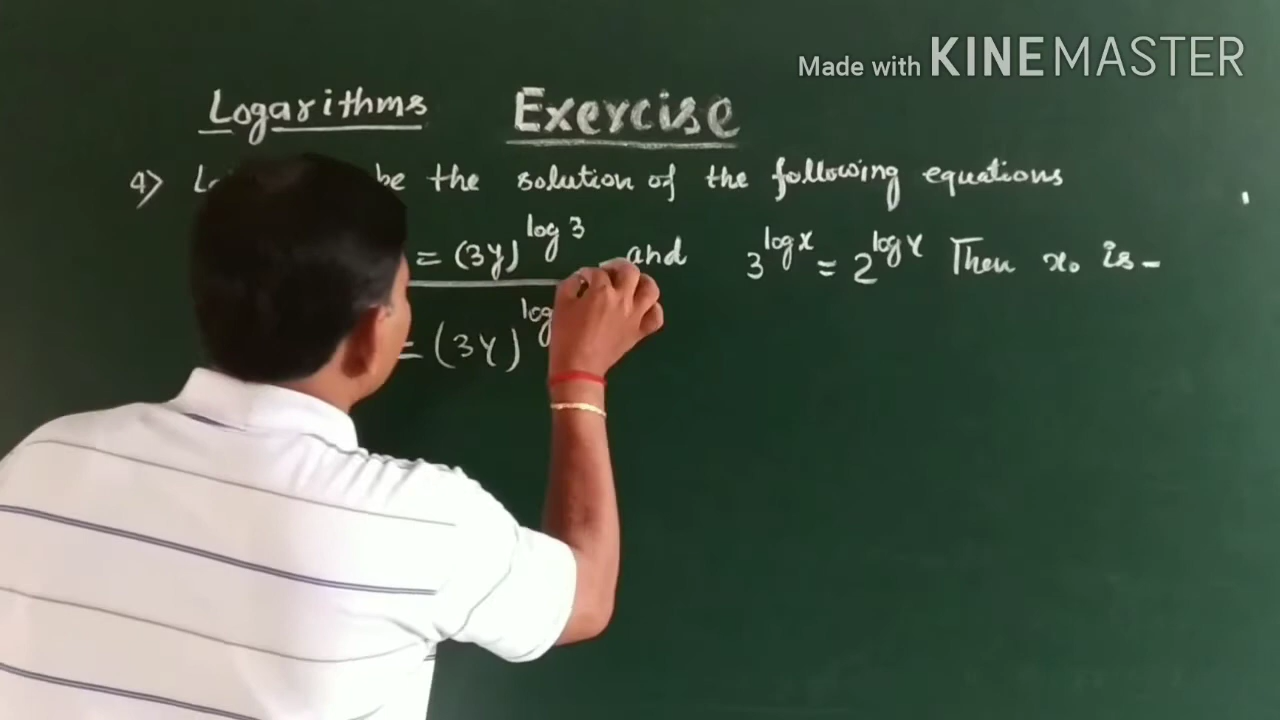 Made with KINEMASTER
Logarithms Exercise
4) be the solution of the following equations
= (3y)^log 3 and 3^log x = 2^log y Then x₀ is -
= (3y)^log